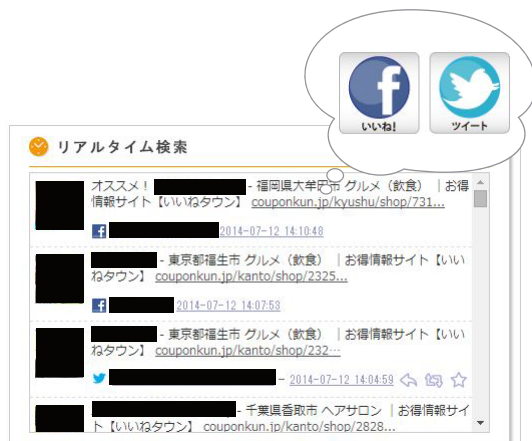 いいね!
ツイート
リアルタイム検索
オススメ! - 福岡県大牟田市 グルメ（飲食） ｜お得
情報サイト【いいねタウン】 couponkun.jp/kyushu/shop/731...
2014-07-12 14:10:48
- 東京都福生市 グルメ（飲食） ｜お得情報サイト【いい
ねタウン】 couponkun.jp/kanto/shop/2325...
2014-07-12 14:07:53
- 東京都福生市 グルメ（飲食） ｜お得情報サイト【いい
ねタウン】 couponkun.jp/kanto/shop/232…
– 2014-07-12 14:04:59
- 千葉県香取市 ヘアサロン ｜お得情報サイ
ト【いいねタウン】 couponkun.jp/kanto/shop/2828...